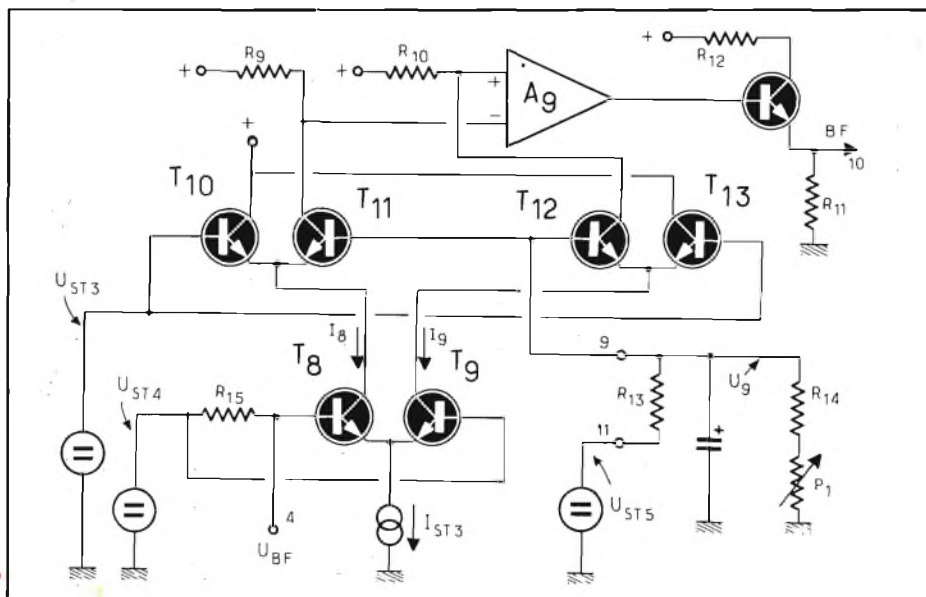 R9
R10
+
+
+
+
−
A9
+
R12
BF
10
R11
T10
T11
T12
T13
UST3
I8
I9
T8
T9
UST4
R15
4
UBF
IST3
9
11
R13
UST5
U9
+
R14
P1